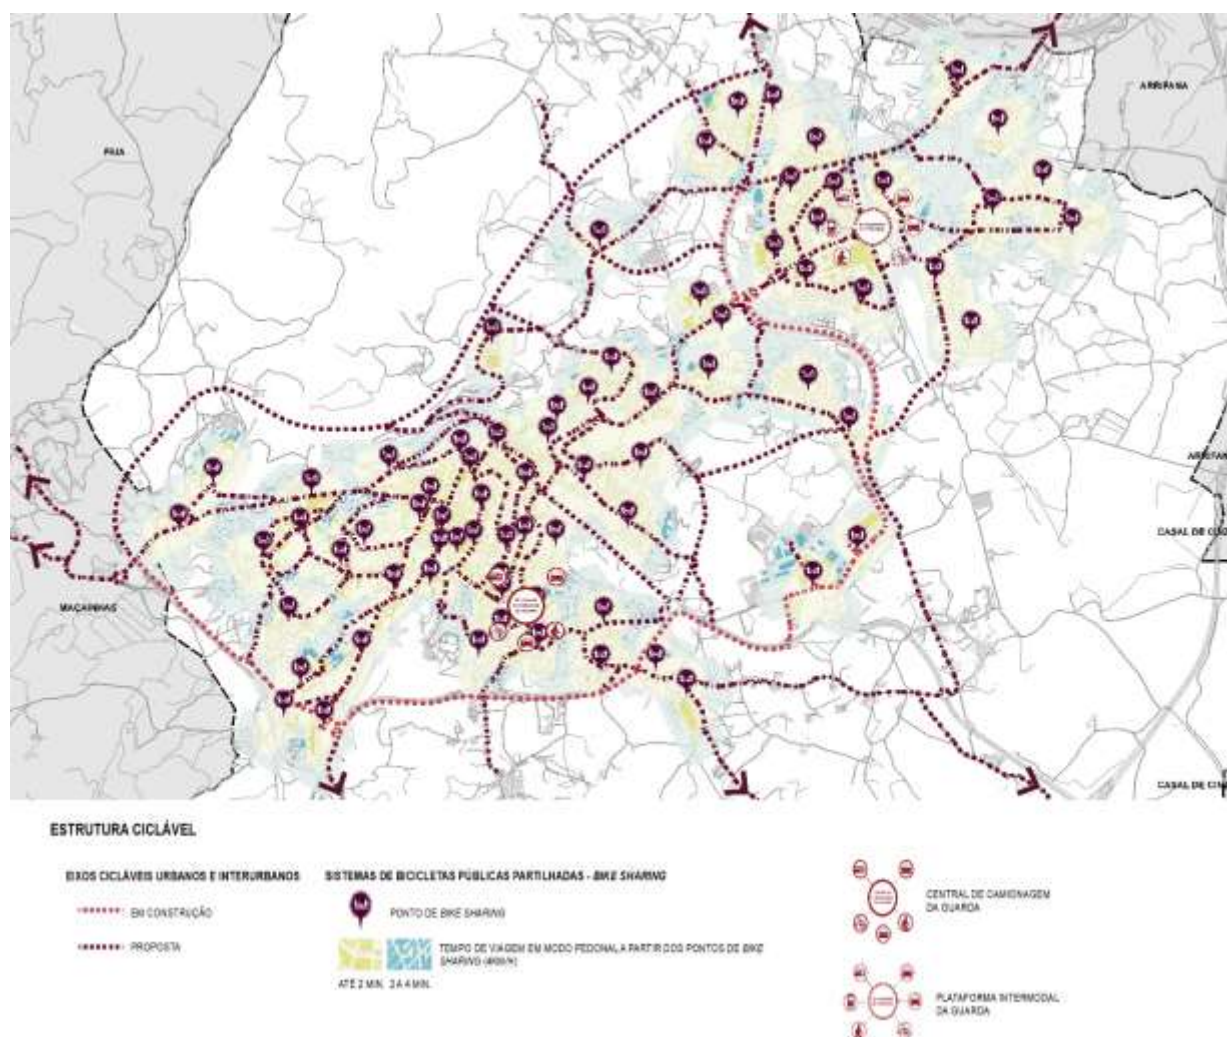 ARRIFANA
MAÇAINHAS
CASAL DE
ESTRUTURA CICLÁVEL
EIXOS CICLÁVEIS URBANOS E INTERURBANOS
EM CONSTRUÇÃO
PROPOSTA
SISTEMAS DE BICICLETAS PÚBLICAS PARTILHADAS - BIKE SHARING
PONTO DE BIKE SHARING
TEMPO DE VIAGEM EM MODO PEDONAL A PARTIR DOS PONTOS DE BIKE
SHARING (4KM/H)
ATÉ 2 MIN. 2 A 4 MIN.
CENTRAL DE CAMIONAGEM
DA GUARDA
PLATAFORMA INTERMODAL
DA GUARDA